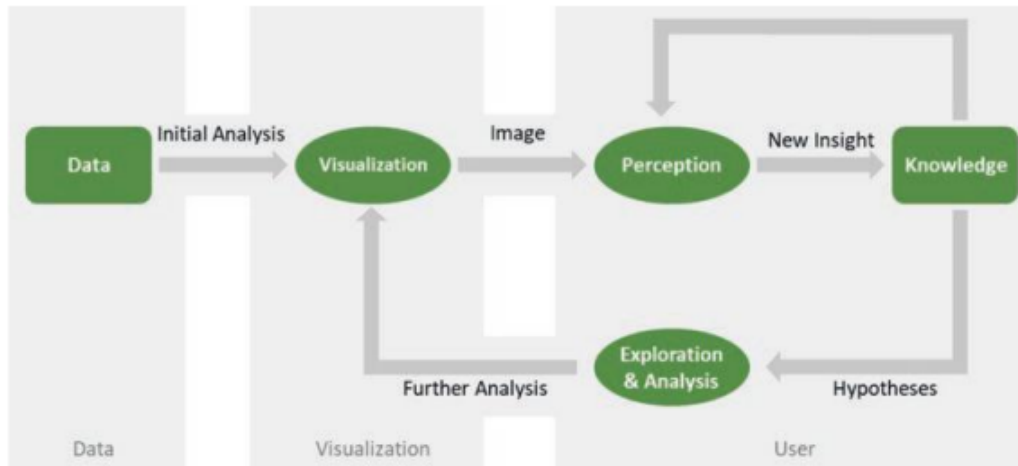 Initial Analysis
Image
New Insight
Data
Visualization
Perception
Knowledge
Exploration
& Analysis
Further Analysis
Hypotheses
Data
Visualization
User